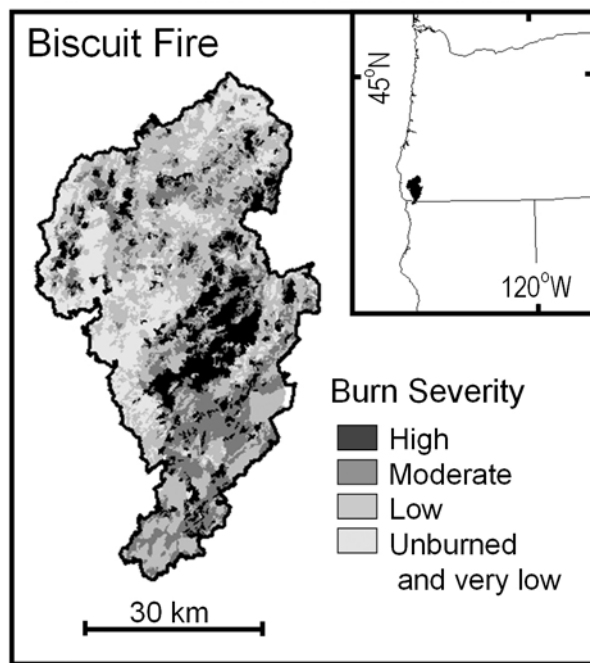 Biscuit Fire
45°N
120°W
Burn Severity
High
Moderate
Low
Unburned
and very low
30 km